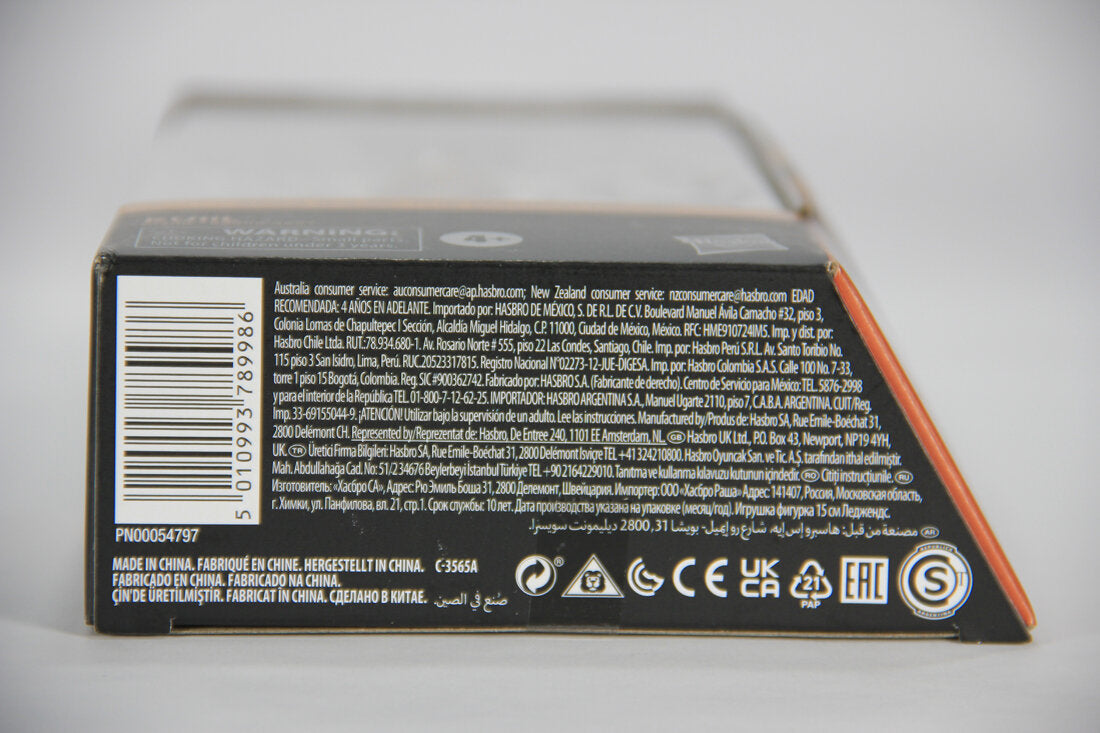 WARNING:
CHOKING HAZARD - Small parts.
Not for children under 3 years.
4+
Australia consumer service: auconsumercare@ap.hasbro.com; New Zealand consumer service: nzconsumercare@hasbro.com EDAD
RECOMENDADA: 4 AÑOS EN ADELANTE. Importado por: HASBRO DE MÉXICO, S. DE R.L. DE C.V. Boulevard Manuel Ávila Camacho #32, piso 3,
Colonia Lomas de Chapultepec I Sección, Alcaldía Miguel Hidalgo, C.P. 11000, Ciudad de México, México. RFC: HME910724IM5. Imp. y dist. por:
Hasbro Chile Ltda. RUT.:78.934.680-1. Av. Rosario Norte # 555, piso 22 Las Condes, Santiago, Chile. Imp. por: Hasbro Perú S.R.L. Av. Santo Toribio No.
115 piso 3 San Isidro, Lima, Perú. RUC.20523317815. Registro Nacional N°02273-12-JUE-DIGESA. Imp. por: Hasbro Colombia S.A.S. Calle 100 No. 7-33,
torre 1 piso 15 Bogotá, Colombia. Reg. SIC #900362742. Fabricado por: HASBRO S.A. (Fabricante de derecho). Centro de Servicio para México: TEL. 5876-2998
y para el interior de la República TEL. 01-800-7-12-62-25. IMPORTADOR: HASBRO ARGENTINA S.A., Manuel Ugarte 2110, piso 7, C.A.B.A. ARGENTINA. CUIT/Reg.
Imp. 33-69155044-9. ¡ATENCIÓN! Utilizar bajo la supervisión de un adulto. Lee las instrucciones. Manufactured by/Produs de: Hasbro SA, Rue Emile-Boéchat 31,
2800 Delémont CH. Represented by/Reprezentat de: Hasbro, De Entree 240, 1101 EE Amsterdam, NL. GB Hasbro UK Ltd., P.O. Box 43, Newport, NP19 4YH,
UK. TR Üretici Firma Bilgileri: Hasbro SA, Rue Emile-Boéchat 31, 2800 Delémont İsviçre TEL +41324210800. Hasbro Oyuncak San. ve Tic. A.Ş. tarafından ithal edilmiştir.
Mah. Abdullahağa Cad. No: 51/2 34676 Beylerbeyi İstanbul Türkiye TEL +90 2164229010. Tanıtma ve kullanma kılavuzu kutunun içindedir. RO Citiți instrucțiunile. RU
Изготовитель: «Хасбро СА», Адрес: Рю Эмиль Боша 31, 2800 Делемонт, Швейцария. Импортер: ООО «Хасбро Раша» Адрес: 141407, Россия, Московская область,
г. Химки, ул. Панфилова, вл. 21, стр.1. Срок службы: 10 лет. Дата производства указана на упаковке (месяц/год). Игрушка фигурка 15 см Леджендс.
AR مصنعة من قبل: هاسبرو إس إيه، شارع رو إيميل- بويشا 31, 2800 ديليمونت سويسرا.
5 010993 789986
PN00054797
MADE IN CHINA. FABRIQUÉ EN CHINE. HERGESTELLT IN CHINA. C-3565A
FABRICADO EN CHINA. FABRICADO NA CHINA.
ÇİN'DE ÜRETİLMİŞTİR. FABRICAT ÎN CHINA. СДЕЛАНО В КИТАЕ. صُنع في الصين.
CE
UK
CA
21
PAP
EAC
REPUBLICA
S
ARGENTINA